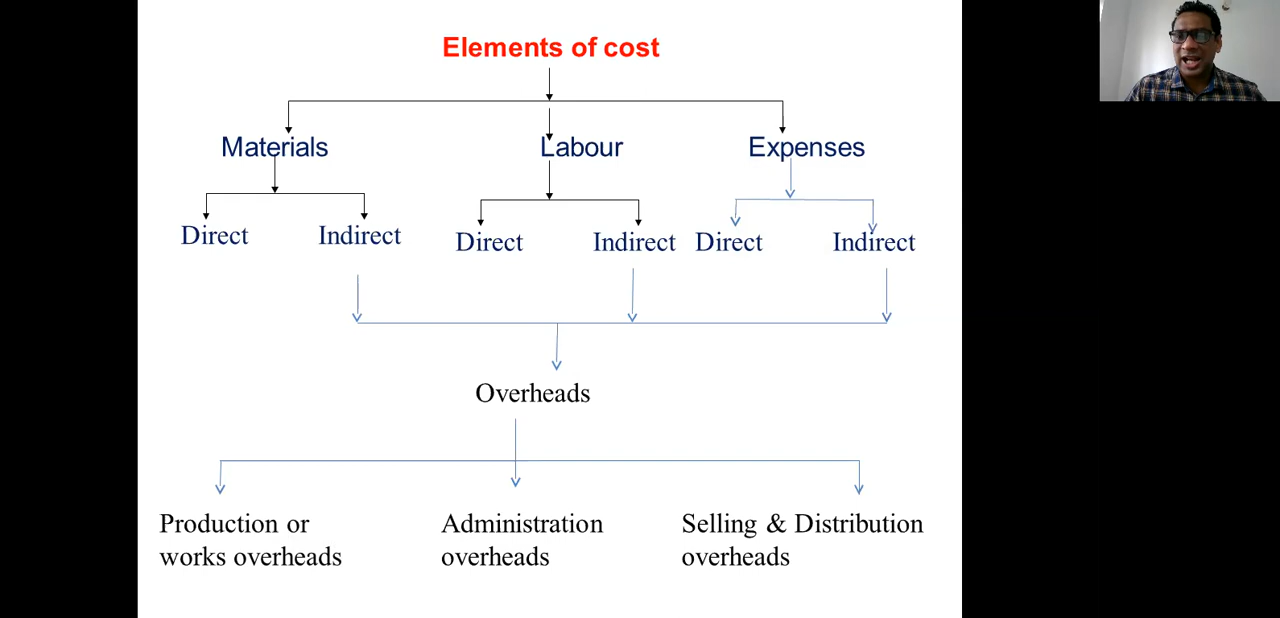 Elements of cost
Materials Labour Expenses
Direct Indirect Direct Indirect Direct Indirect
Overheads
Production or
works overheads
Administration
overheads
Selling & Distribution
overheads